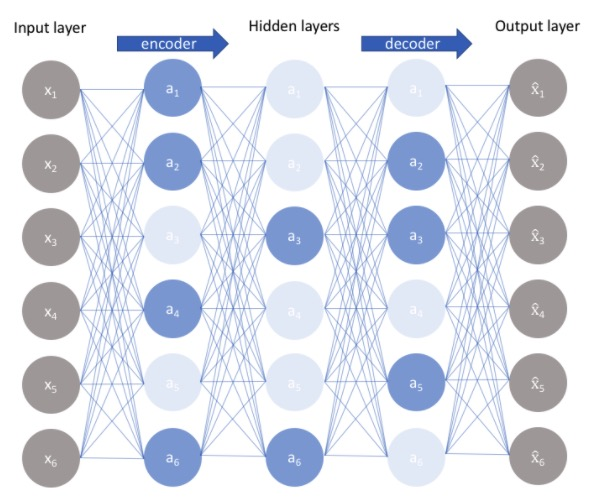 Input layer
Hidden layers
Output layer
encoder
decoder
x₁ a₁ a₁ a₁ x̂₁
x₂ a₂ a₂ a₂ x̂₂
x₃ a₃ a₃ a₃ x̂₃
x₄ a₄ a₄ a₄ x̂₄
x₅ a₅ a₅ a₅ x̂₅
x₆ a₆ a₆ a₆ x̂₆